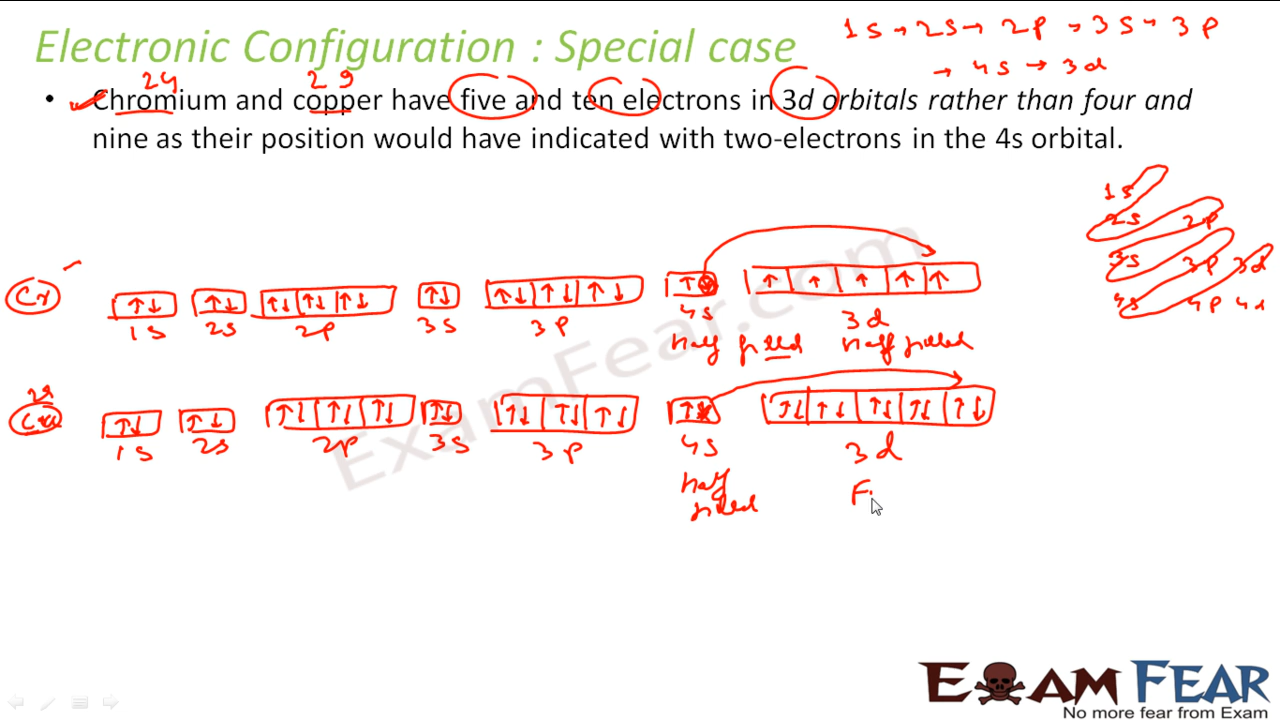 Electronic Configuration : Special case
1s → 2s → 2p → 3s → 3p
→ 4s → 3d
24 29
• Chromium and copper have five and ten electrons in 3d orbitals rather than four and
nine as their position would have indicated with two-electrons in the 4s orbital.
1s
2s 2p
3s 3p 3d
4s 4p 4d
Cr ↑↓ ↑↓ ↑↓ ↑↓ ↑↓ ↑↓ ↑↓ ↑↓ ↑↓ ↑ ↑ ↑ ↑ ↑ ↑
1s 2s 2p 3s 3p 4s 3d
half filled half filled
29
Cu ↑↓ ↑↓ ↑↓ ↑↓ ↑↓ ↑↓ ↑↓ ↑↓ ↑↓ ↑ ↑↓ ↑↓ ↑↓ ↑↓ ↑↓
1s 2s 2p 3s 3p 4s 3d
half F
filled
ExamFear.com
EXAM FEAR
No more fear from Exam